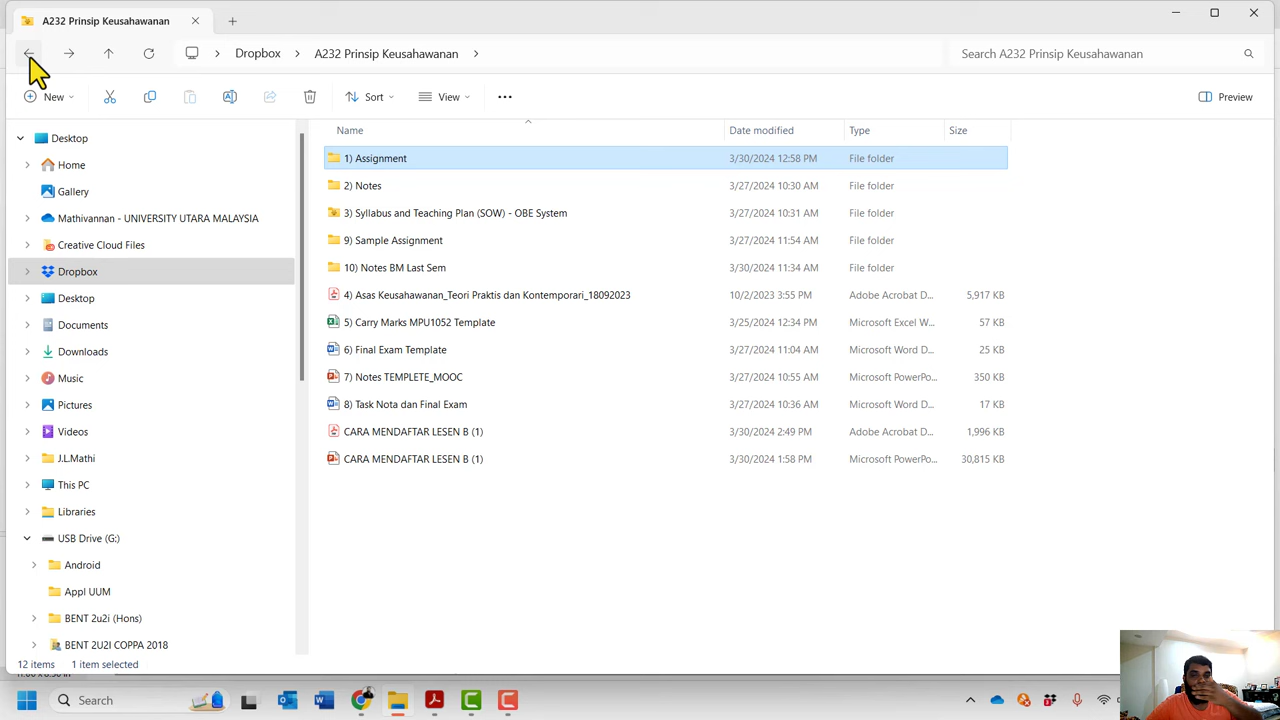 A232 Prinsip Keusahawanan
Dropbox > A232 Prinsip Keusahawanan >
Search A232 Prinsip Keusahawanan
New
Sort
View
Preview
Desktop
Home
Gallery
Mathivannan - UNIVERSITY UTARA MALAYSIA
Creative Cloud Files
Dropbox
Desktop
Documents
Downloads
Music
Pictures
Videos
J.L.Mathi
This PC
Libraries
USB Drive (G:)
Android
Appl UUM
BENT 2u2i (Hons)
BENT 2U2I COPPA 2018
Name Date modified Type Size
1) Assignment 3/30/2024 12:58 PM File folder
2) Notes 3/27/2024 10:30 AM File folder
3) Syllabus and Teaching Plan (SOW) - OBE System 3/27/2024 10:31 AM File folder
9) Sample Assignment 3/27/2024 11:54 AM File folder
10) Notes BM Last Sem 3/30/2024 11:34 AM File folder
4) Asas Keusahawanan_Teori Praktis dan Kontemporari_18092023 10/2/2023 3:55 PM Adobe Acrobat D... 5,917 KB
5) Carry Marks MPU1052 Template 3/25/2024 12:34 PM Microsoft Excel W... 57 KB
6) Final Exam Template 3/27/2024 11:04 AM Microsoft Word D... 25 KB
7) Notes TEMPLETE_MOOC 3/27/2024 10:55 AM Microsoft PowerPo... 350 KB
8) Task Nota dan Final Exam 3/27/2024 10:36 AM Microsoft Word D... 17 KB
CARA MENDAFTAR LESEN B (1) 3/30/2024 2:49 PM Adobe Acrobat D... 1,996 KB
CARA MENDAFTAR LESEN B (1) 3/30/2024 1:58 PM Microsoft PowerPo... 30,815 KB
12 items 1 item selected
Search